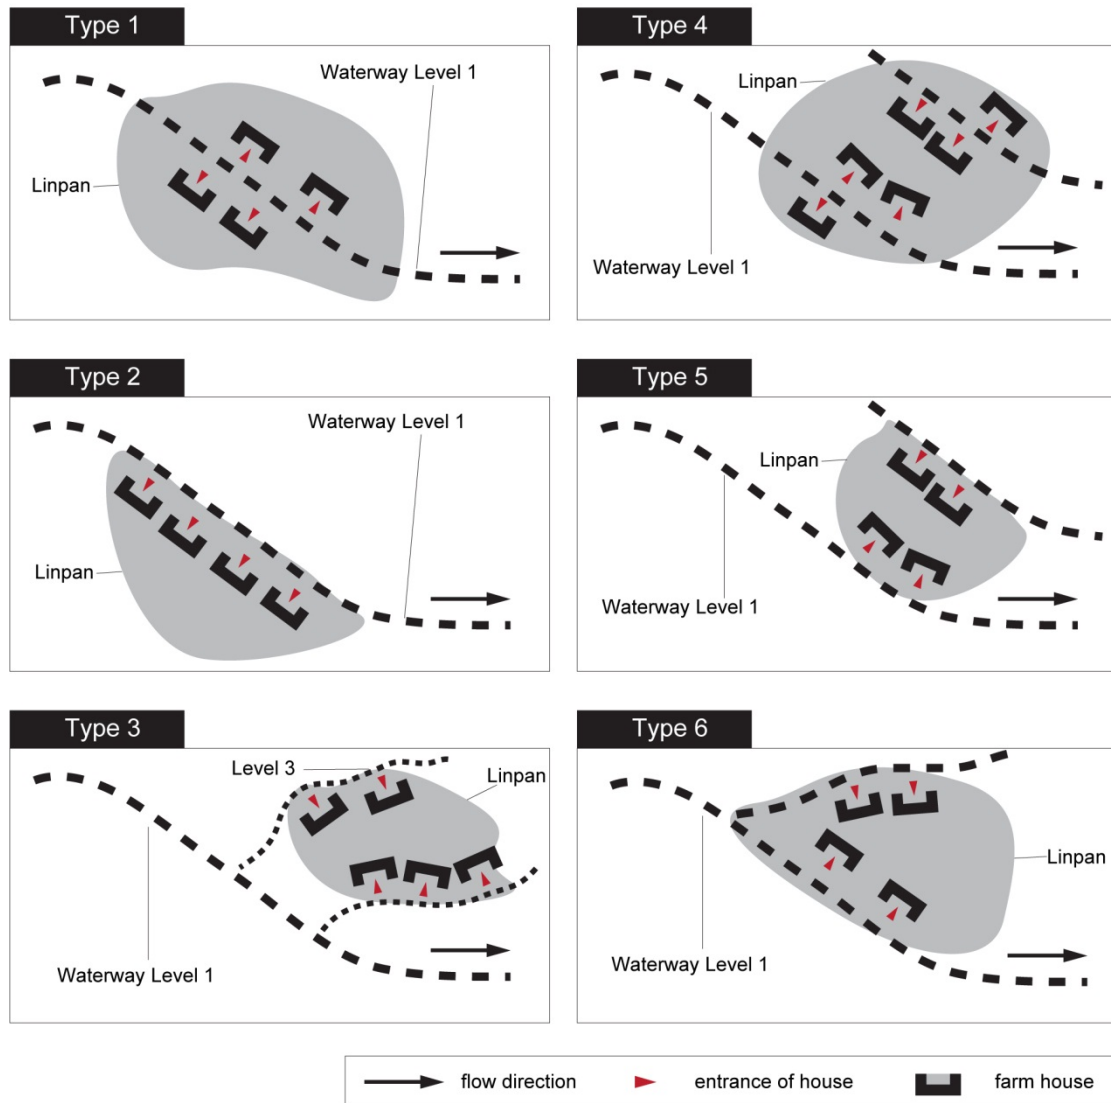 Type 1
Waterway Level 1
Linpan
Type 4
Linpan
Waterway Level 1
Type 2
Waterway Level 1
Linpan
Type 5
Linpan
Waterway Level 1
Type 3
Level 3
Linpan
Waterway Level 1
Type 6
Linpan
Waterway Level 1
flow direction
entrance of house
farm house